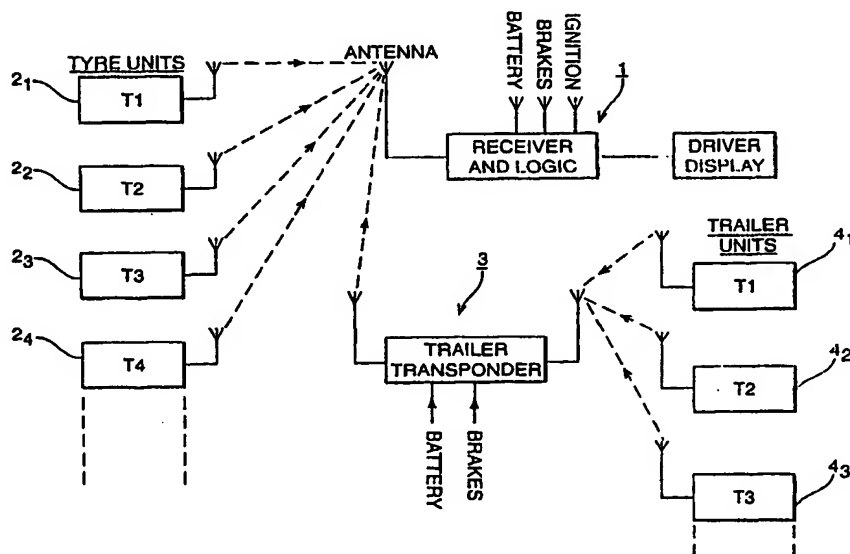 TYRE UNITS
2₁
T1
2₂
T2
2₃
T3
2₄
T4
ANTENNA
BATTERY
BRAKES
IGNITION
1
RECEIVER
AND LOGIC
DRIVER
DISPLAY
3
TRAILER
TRANSPONDER
BATTERY
BRAKES
TRAILER
UNITS
4₁
T1
4₂
T2
4₃
T3